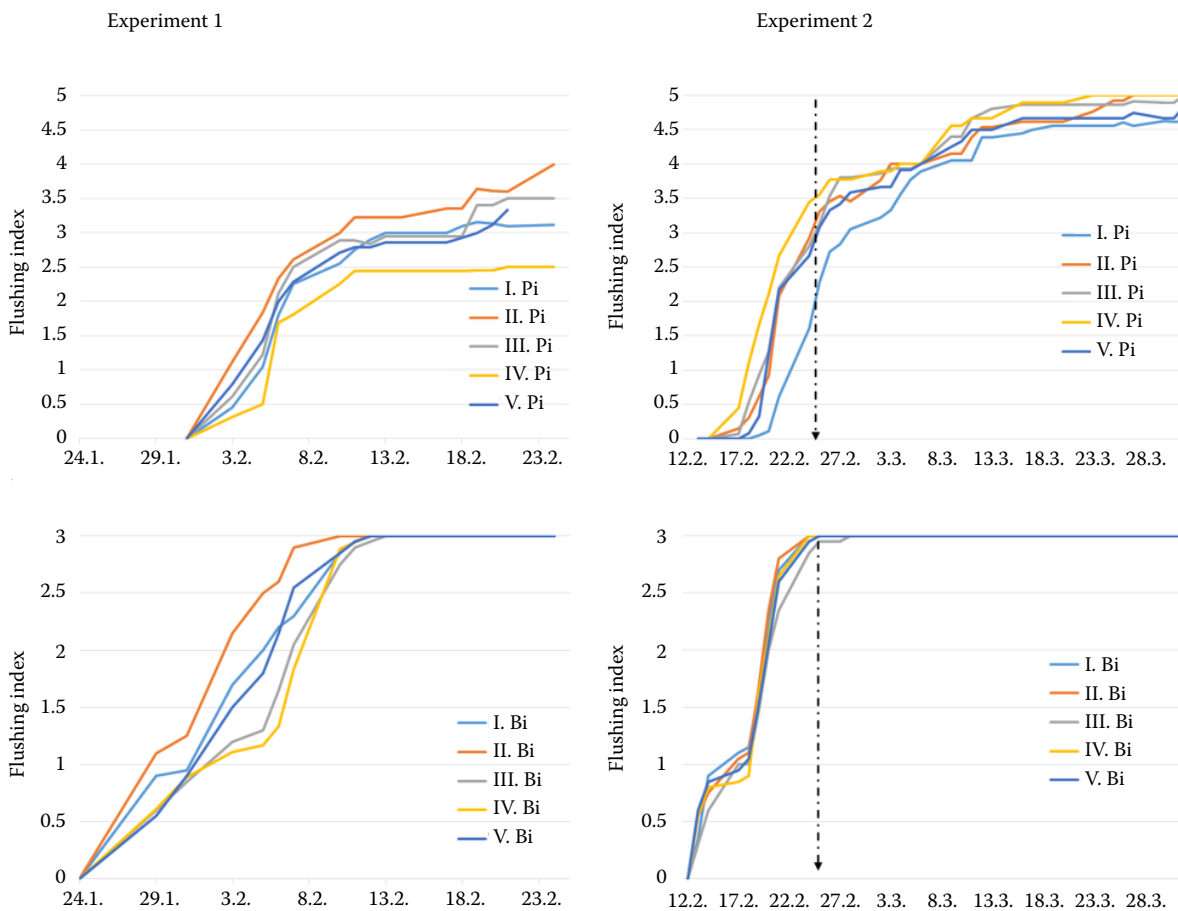 Experiment 1
Experiment 2
Flushing index
5
4.5
4
3.5
3
2.5
2
1.5
1
0.5
0
24.1. 29.1. 3.2. 8.2. 13.2. 18.2. 23.2.
I. Pi
II. Pi
III. Pi
IV. Pi
V. Pi
Flushing index
5
4.5
4
3.5
3
2.5
2
1.5
1
0.5
0
12.2. 17.2. 22.2. 27.2. 3.3. 8.3. 13.3. 18.3. 23.3. 28.3.
I. Pi
II. Pi
III. Pi
IV. Pi
V. Pi
Flushing index
3
2.5
2
1.5
1
0.5
0
24.1. 29.1. 3.2. 8.2. 13.2. 18.2. 23.2.
I. Bi
II. Bi
III. Bi
IV. Bi
V. Bi
Flushing index
3
2.5
2
1.5
1
0.5
0
12.2. 17.2. 22.2. 27.2. 3.3. 8.3. 13.3. 18.3. 23.3. 28.3.
I. Bi
II. Bi
III. Bi
IV. Bi
V. Bi